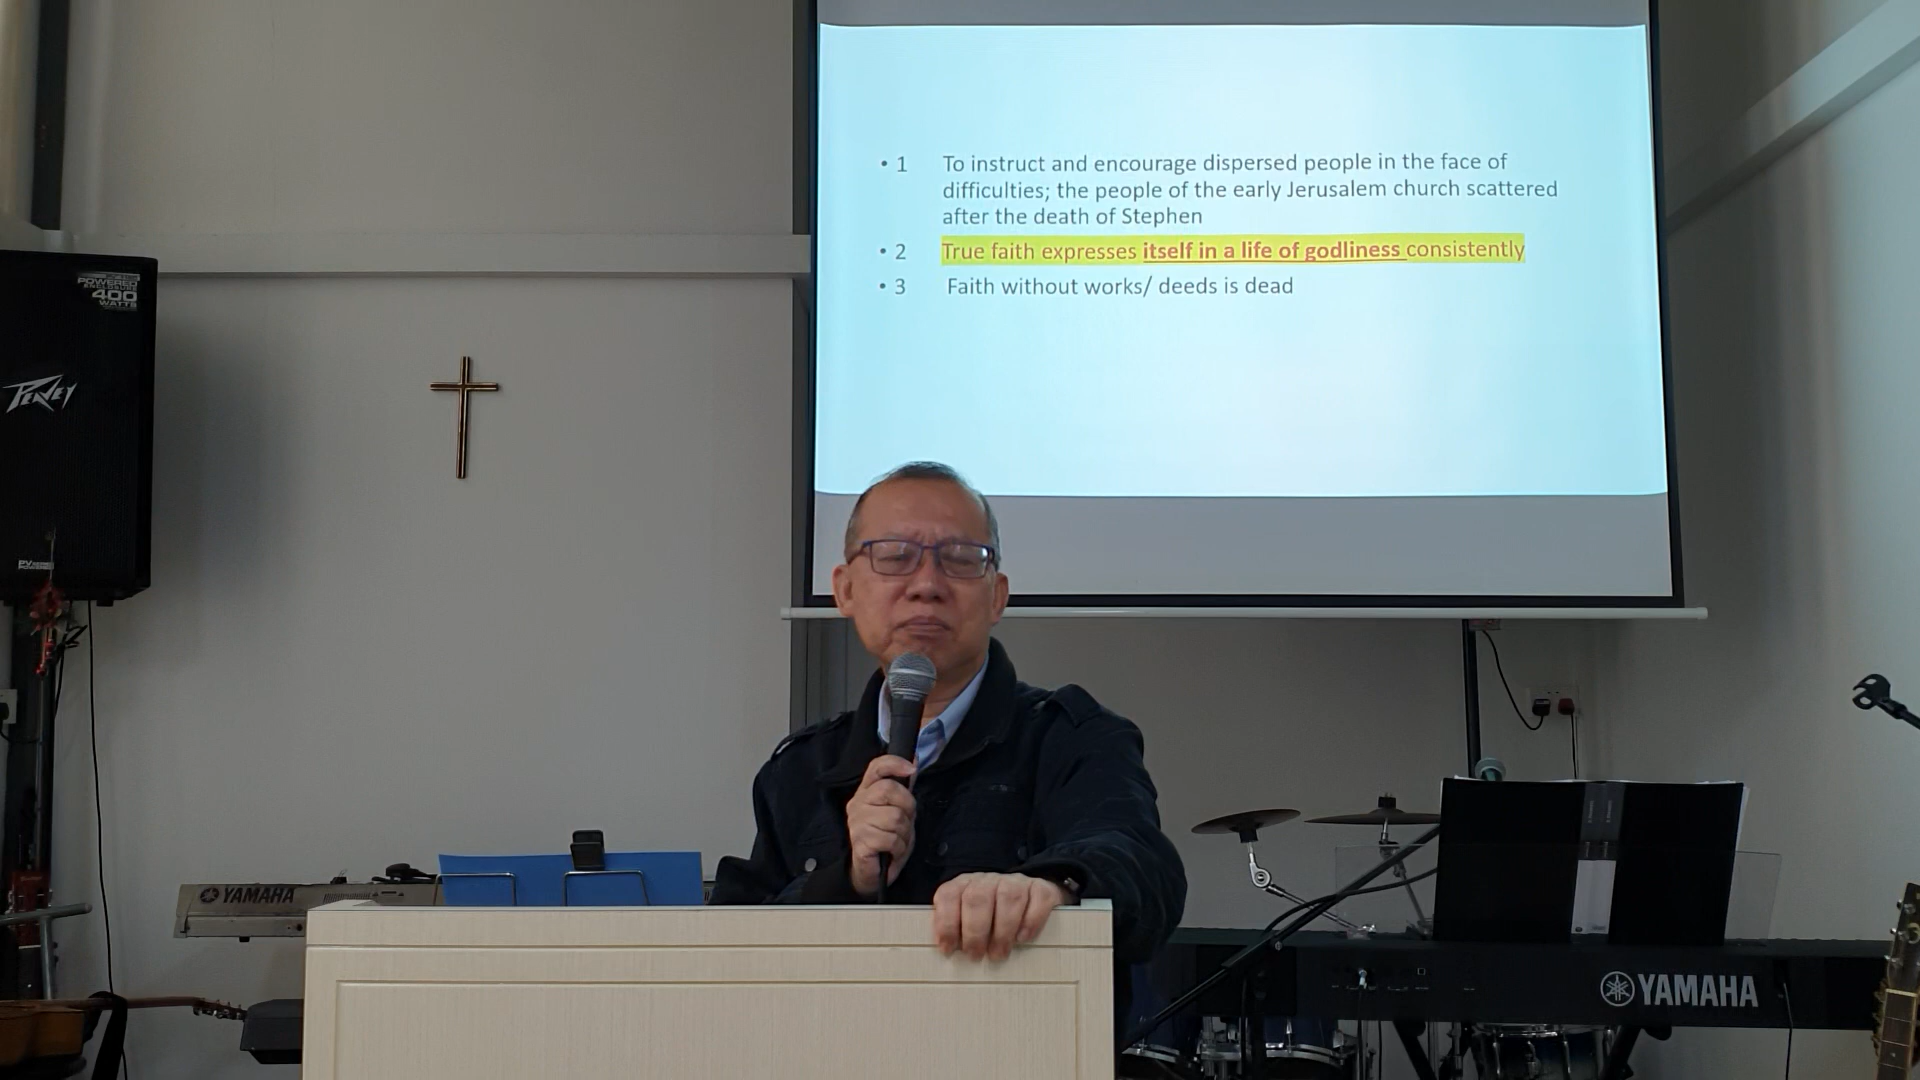 • 1 To instruct and encourage dispersed people in the face of
difficulties; the people of the early Jerusalem church scattered
after the death of Stephen
• 2 True faith expresses itself in a life of godliness consistently
• 3 Faith without works/ deeds is dead
POWERED
ENCLOSURE
400
WATTS
PEAVEY
YAMAHA
YAMAHA